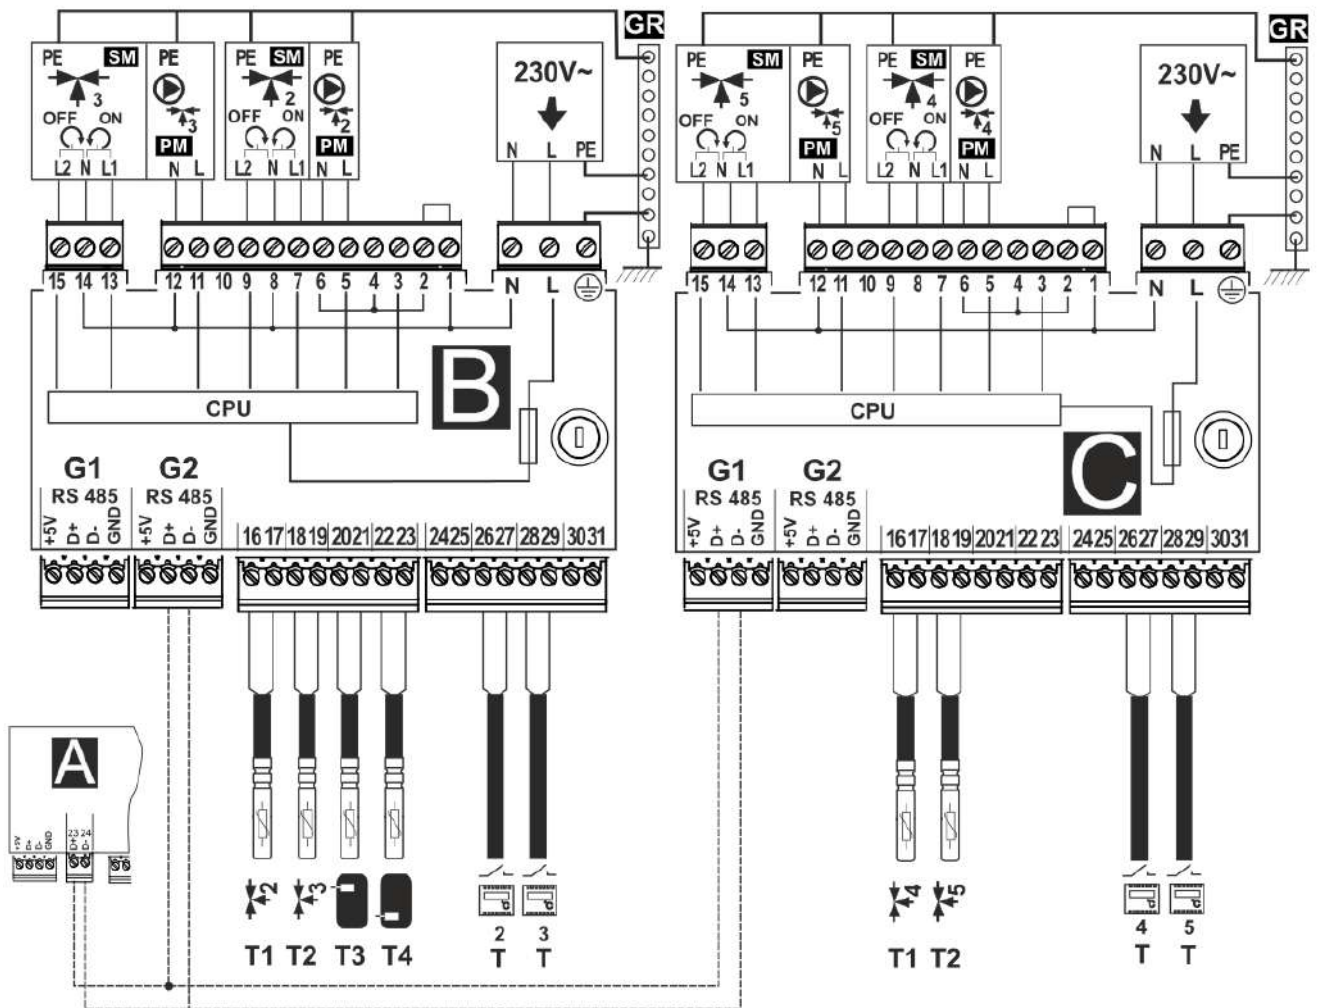 GR
PE SM PE PE SM PE
3 3 2 2
230V~
OFF ON OFF ON
PM PM
L2 N L1 N L L2 N L1 N L
N L PE
15 14 13 12 11 10 9 8 7 6 5 4 3 2 1 N L
B
CPU
G1 G2
RS 485 RS 485
+5V D+ D- GND +5V D+ D- GND
16 17 18 19 20 21 22 23 24 25 26 27 28 29 30 31
2 3
2 3
T1 T2 T3 T4 T T
GR
PE SM PE PE SM PE
5 5 4 4
230V~
OFF ON OFF ON
PM PM
L2 N L1 N L L2 N L1 N L
N L PE
15 14 13 12 11 10 9 8 7 6 5 4 3 2 1 N L
CPU
C
G1 G2
RS 485 RS 485
+5V D+ D- GND +5V D+ D- GND
16 17 18 19 20 21 22 23 24 25 26 27 28 29 30 31
4 5
4 5
T1 T2 T T
A
23 24
+5V D+ D- GND D+ D-